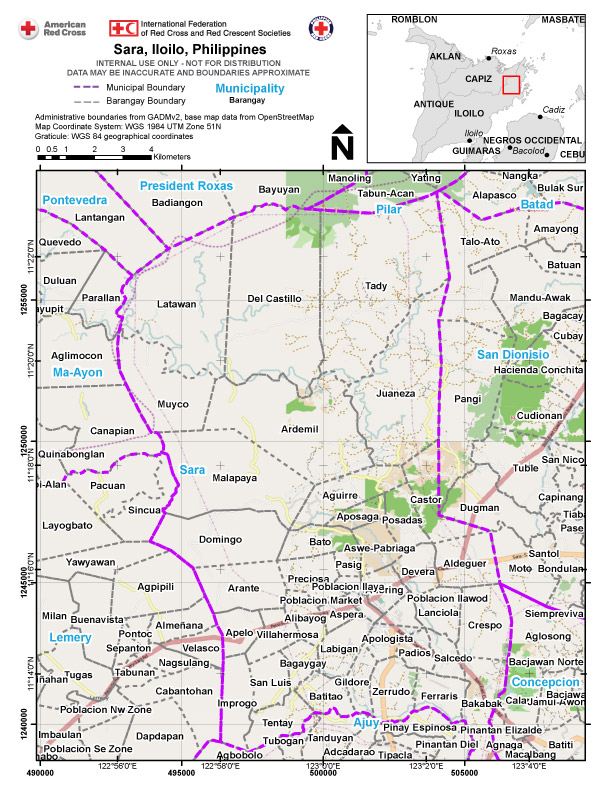 American
Red Cross
International Federation
of Red Cross and Red Crescent Societies
Sara, Iloilo, Philippines
INTERNAL USE ONLY - NOT FOR DISTRIBUTION
DATA MAY BE INACCURATE AND BOUNDARIES APPROXIMATE
Municipal Boundary
Municipality
Barangay Boundary
Barangay
Administrative boundaries from GADMv2, base map data from OpenStreetMap
Map Coordinate System: WGS 1984 UTM Zone 51N
Graticule: WGS 84 geographical coordinates
0 0.5 1 2 3 4
Kilometers
N
ROMBLON
MASBATE
Roxas
AKLAN
CAPIZ
ANTIQUE
ILOILO
Cadiz
Iloilo
NEGROS OCCIDENTAL
GUIMARAS
Bacolod
CEBU
Manoling
Yating
Nangka
President Roxas
Bayuyan
Tabun-Acan
Alapasco
Bulak Sur
Pontevedra
Badiangon
Pilar
Batad
Lantangan
Amayong
Quevedo
Talo-Ato
11°22'0"N
Batuan
Duluan
Tady
1255000
Parallan
Latawan
Del Castillo
Mandu-Awak
ayupit
Bagacay
Cubay
Aglimocon
San Dionisio
11°20'0"N
Ma-Ayon
Hacienda Conchita
Juaneza
Pangi
Muyco
Cudionan
Canapian
Ardemil
1250000
Quinabonglan
San Nico
11°18'0"N
Sara
Tuble
Malapaya
Pacuan
Aguirre
Castor
Capinang
Sincua
Dugman
Aposaga
Posadas
Tiaba
Layogbato
Pase
Domingo
Bato
Aswe-Pabriaga
Santol
Yawyawan
Pasig
Aldeguer
Devera
Moto
Bondulan
11°16'0"N
1245000
Preciosa
Agpipili
Arante
Poblacion Ilaya
Poblacion Market
Poblacion Ilawod
Milan
Buenavista
Aspera
Lanciola
Siempreviva
Almeñana
Alibayog
Crespo
Lemery
Pontoc
Apelo
Villahermosa
Apologista
Aglosong
Sepanton
Velasco
Labigan
Padios
Salcedo
Nagsulang
Bagaygay
Bacjawan Norte
Tugas
Tabunan
11°14'0"N
ñahan
San Luis
Gildore
Concepcion
Cabantohan
Batitao
Zerrudo
Ferraris
Improgo
Bakabak
Poblacion Nw Zone
Tentay
Ajuy
Pinay Espinosa
Pinantan Elizalde
1240000
Imbaulan
Dapdapan
Tubogan
Tanduyan
Poblacion Se Zone
Pinantan Diel
Agnaga
Batiti
Agbobolo
Adcadarao
Tipacla
Macalbang
490000
122°56'0"E
495000
122°58'0"E
500000
123°0'0"E
123°2'0"E
505000
123°4'0"E